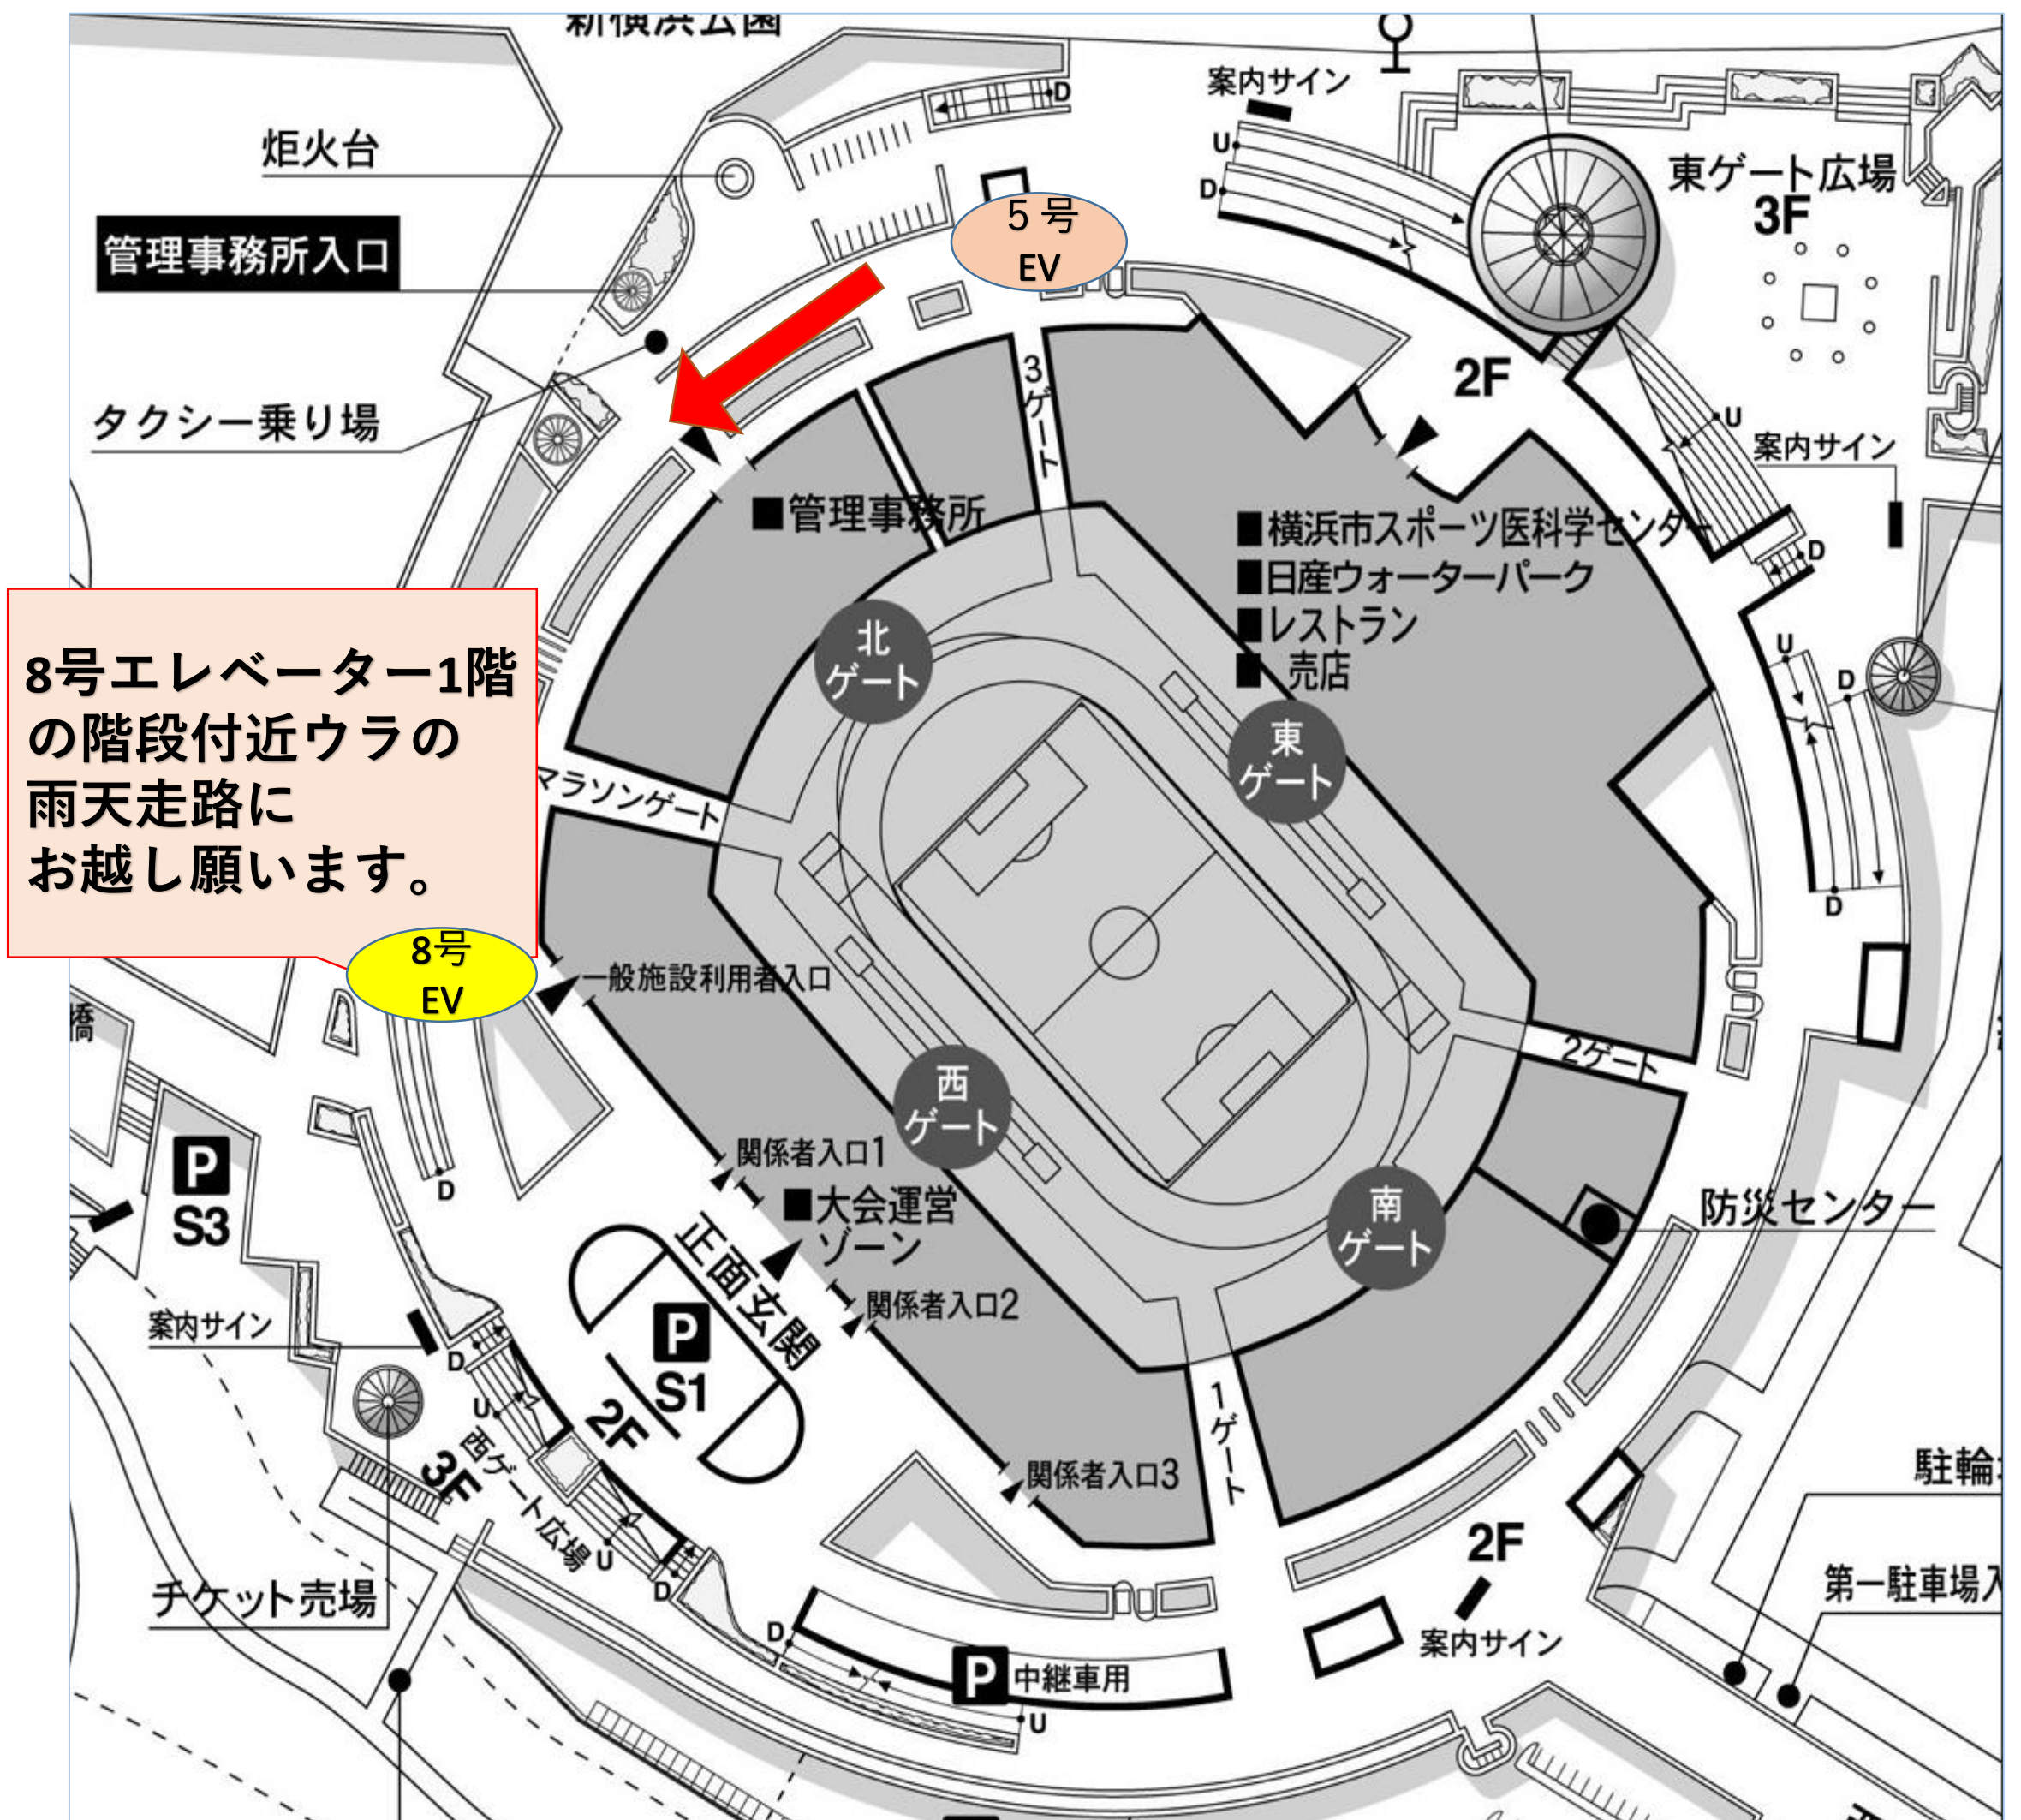 新横浜公園
案内サイン
D
炬火台
U
D
東ゲート広場
3F
5号
EV
管理事務所入口
3ゲート
2F
タクシー乗り場
U
案内サイン
■管理事務所
■横浜市スポーツ医科学センター
■日産ウォーターパーク
■レストラン
■ 売店
D
北
ゲート
8号エレベーター1階
の階段付近ウラの
雨天走路に
お越し願います。
U
D
東
ゲート
マラソンゲート
D
8号
EV
一般施設利用者入口
橋
2ゲート
西
ゲート
P
S3
D
関係者入口1
■大会運営
ゾーン
南
ゲート
防災センター
正面玄関
関係者入口2
案内サイン
P
S1
D
U
2F
1ゲート
3F
西ゲート広場
関係者入口3
駐輪
2F
U
D
チケット売場
第一駐車場入
D
案内サイン
P 中継車用
U